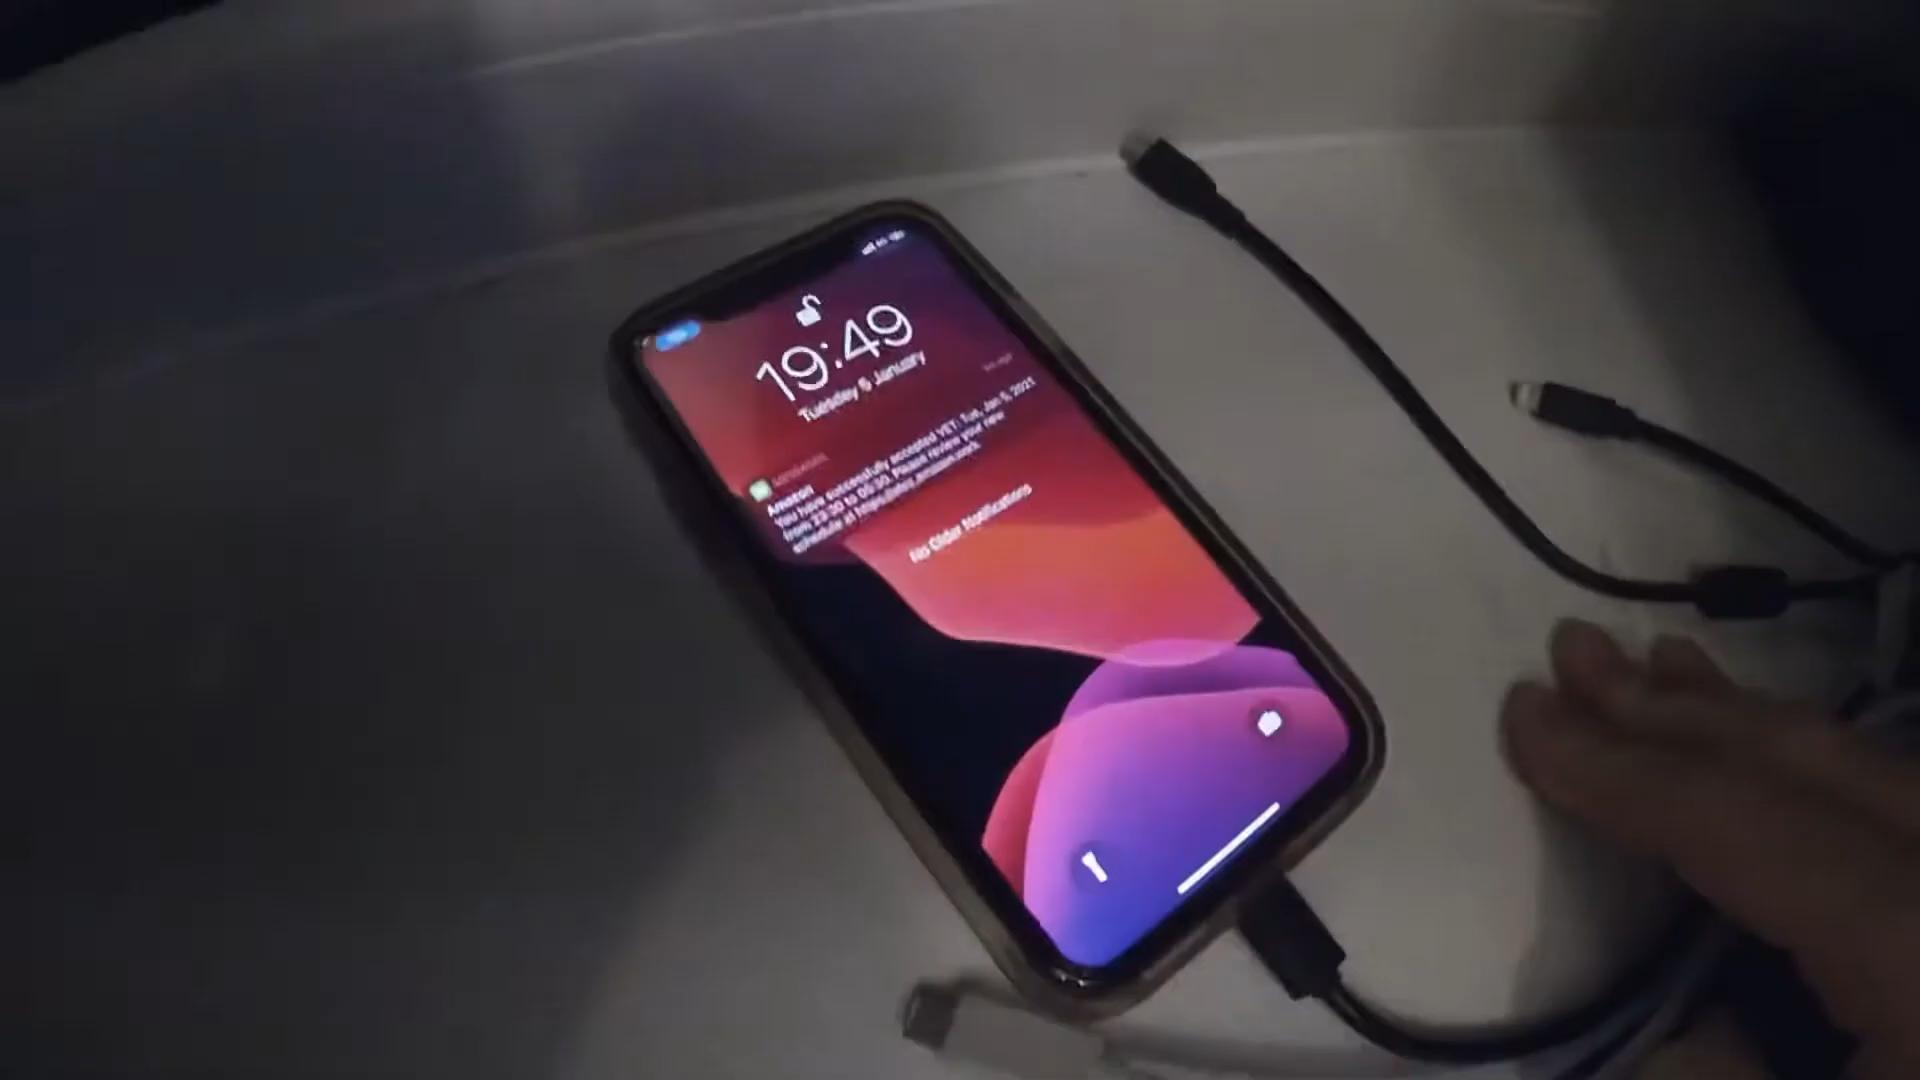 19:49
Tuesday 5 January
Amazon
You have successfully accepted VET: Tue, Jan 5, 2021
from 23:30 to 05:30. Please review your new
schedule at
No Older Notifications